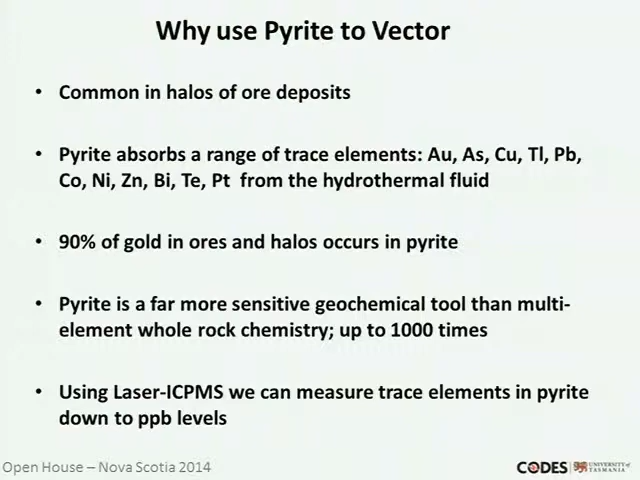 Why use Pyrite to Vector
• Common in halos of ore deposits
• Pyrite absorbs a range of trace elements: Au, As, Cu, Tl, Pb,
Co, Ni, Zn, Bi, Te, Pt from the hydrothermal fluid
• 90% of gold in ores and halos occurs in pyrite
• Pyrite is a far more sensitive geochemical tool than multi-
element whole rock chemistry; up to 1000 times
• Using Laser-ICPMS we can measure trace elements in pyrite
down to ppb levels
Open House – Nova Scotia 2014
CODES
UNIVERSITY of
TASMANIA